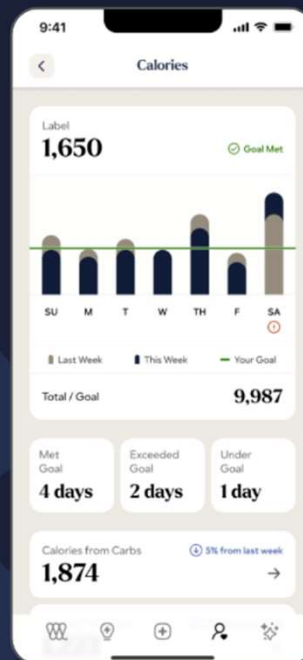 9:41
Calories
Label
1,650
Goal Met
SU M T W TH F SA
Last Week This Week Your Goal
Total / Goal 9,987
Met Goal
4 days
Exceeded Goal
2 days
Under Goal
1 day
Calories from Carbs
5% from last week
1,874